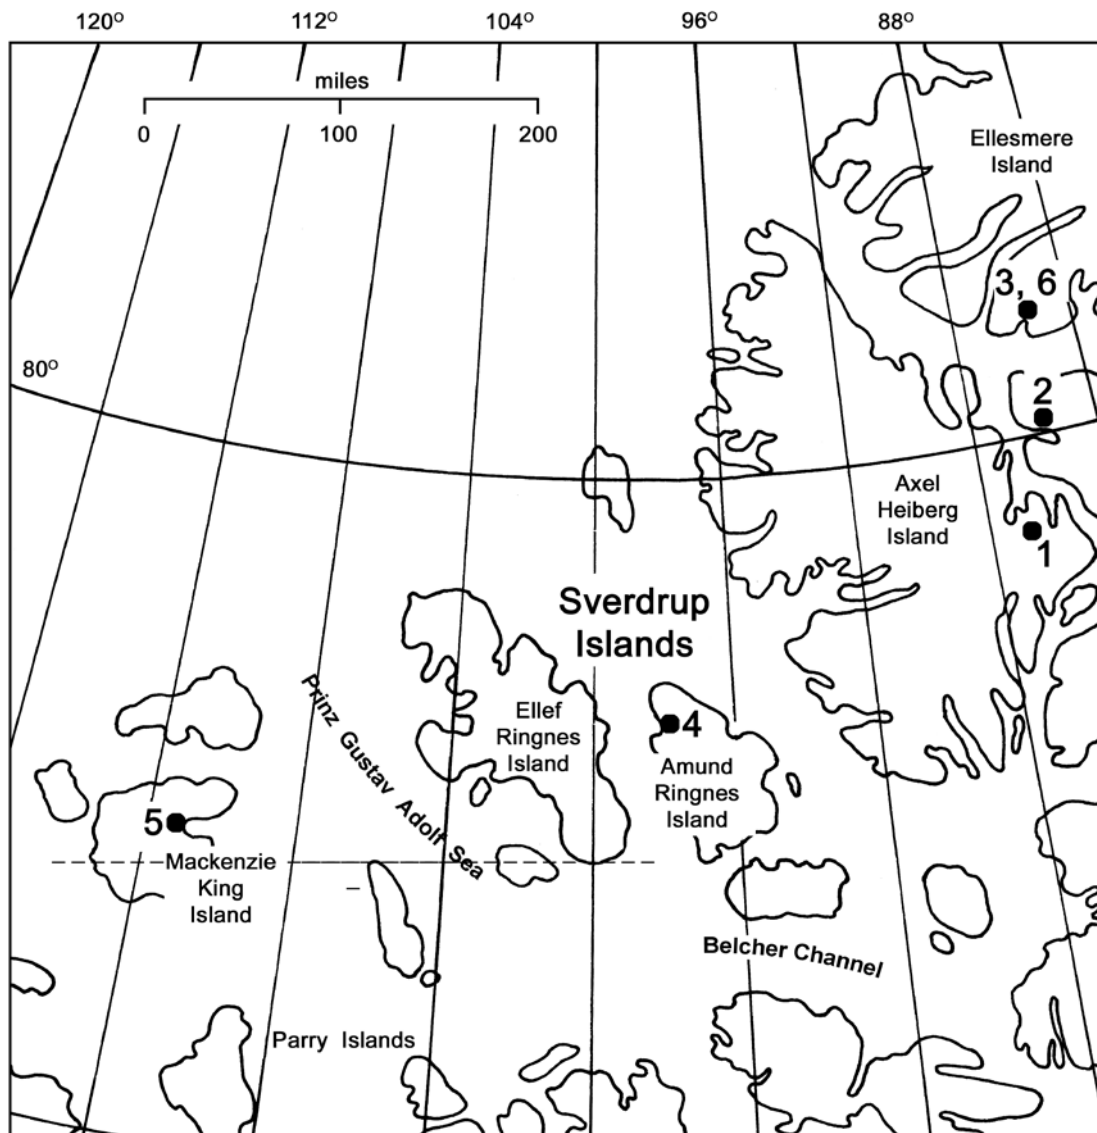 120° 112° 104° 96° 88°
miles
0 100 200
Ellesmere
Island
3, 6
80°
2
Axel
Heiberg
Island
1
Sverdrup
Islands
Prinz Gustav Adolf Sea
Ellef
Ringnes
Island
4
Amund
Ringnes
Island
5
Mackenzie
King
Island
Belcher Channel
Parry Islands